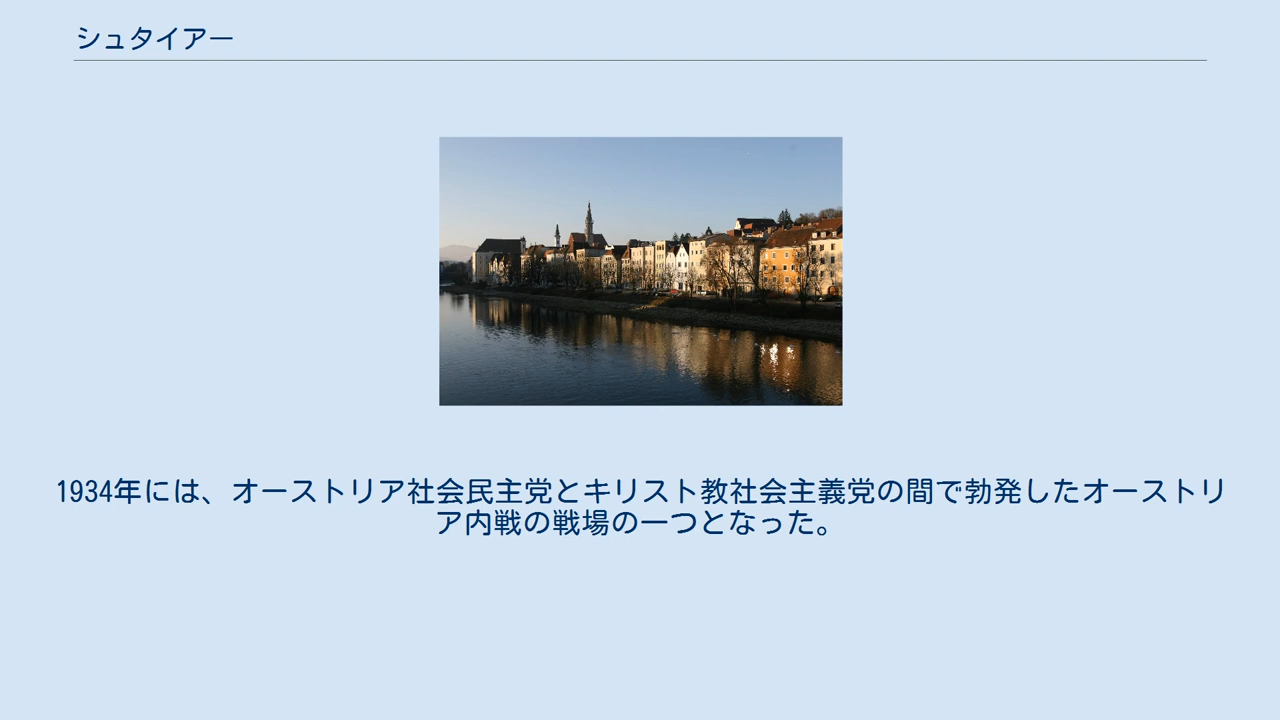 シュタイアー
1934年には、オーストリア社会民主党とキリスト教社会主義党の間で勃発したオーストリ
ア内戦の戦場の一つとなった。